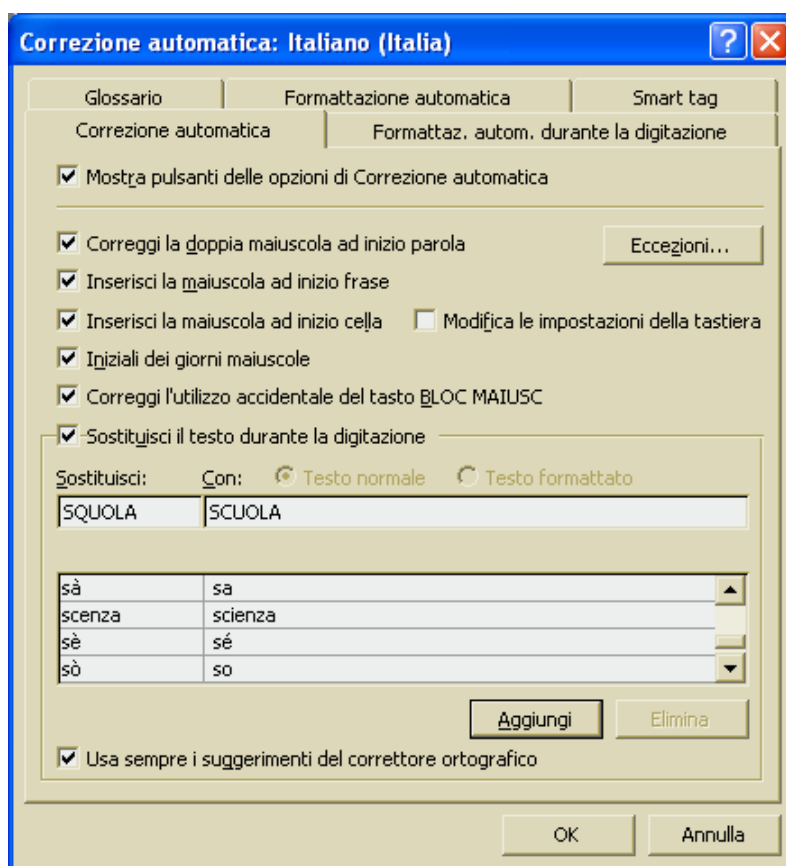 Correzione automatica: Italiano (Italia)
Glossario Formattazione automatica Smart tag
Correzione automatica Formattaz. autom. durante la digitazione
Mostra pulsanti delle opzioni di Correzione automatica
Correggi la doppia maiuscola ad inizio parola Eccezioni...
Inserisci la maiuscola ad inizio frase
Inserisci la maiuscola ad inizio cella Modifica le impostazioni della tastiera
Iniziali dei giorni maiuscole
Correggi l'utilizzo accidentale del tasto BLOC MAIUSC
Sostituisci il testo durante la digitazione
Sostituisci: Con: Testo normale Testo formattato
SQUOLA SCUOLA
sà sa
scenza scienza
sè sé
sò so
Aggiungi Elimina
Usa sempre i suggerimenti del correttore ortografico
OK Annulla